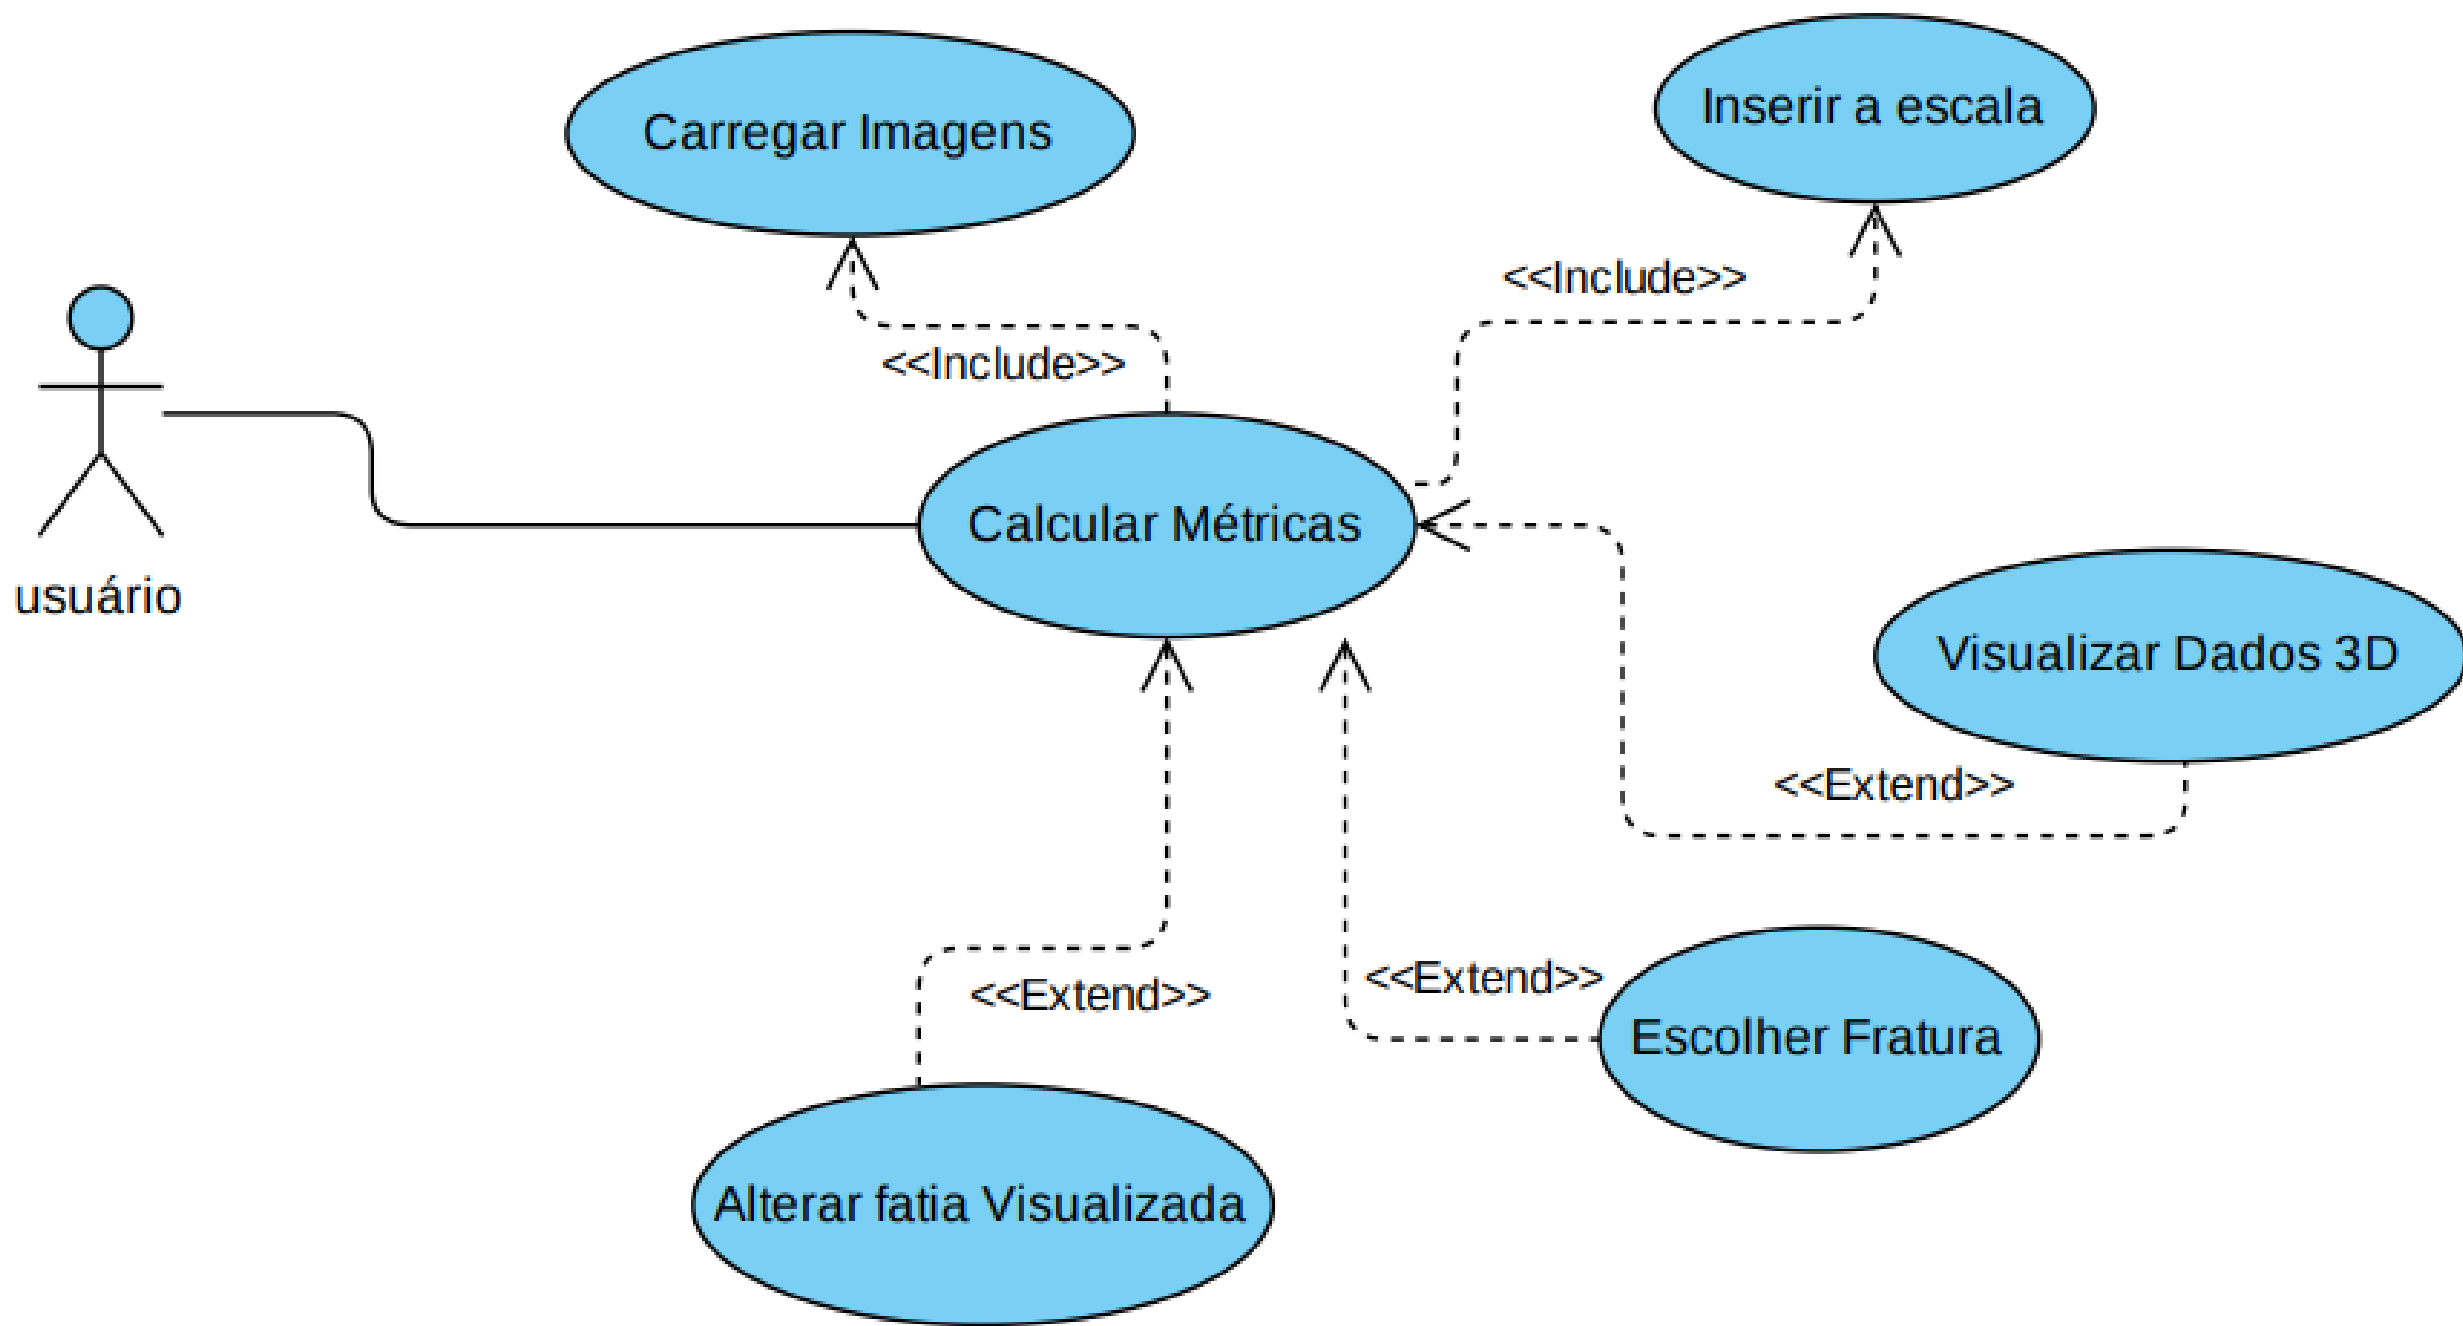 Inserir a escala
Carregar Imagens
<<Include>>
<<Include>>
Calcular Métricas
usuário
Visualizar Dados 3D
<<Extend>>
<<Extend>>
<<Extend>>
Escolher Fratura
Alterar fatia Visualizada